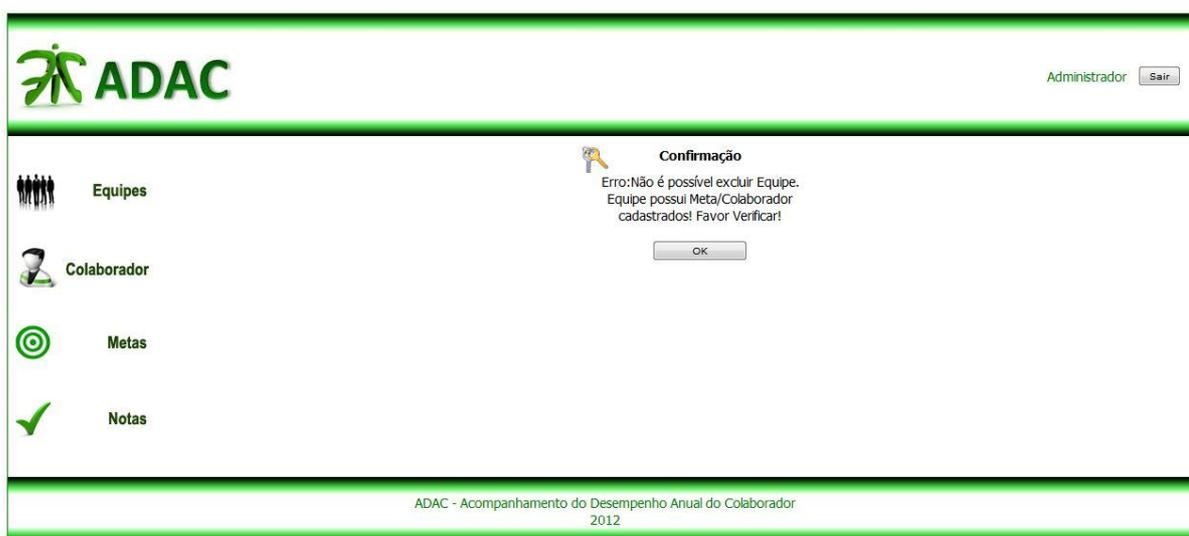 ADAC
Administrador Sair
Confirmação
Erro:Não é possível excluir Equipe.
Equipe possui Meta/Colaborador
cadastrados! Favor Verificar!
OK
Equipes
Colaborador
Metas
Notas
ADAC - Acompanhamento do Desempenho Anual do Colaborador
2012